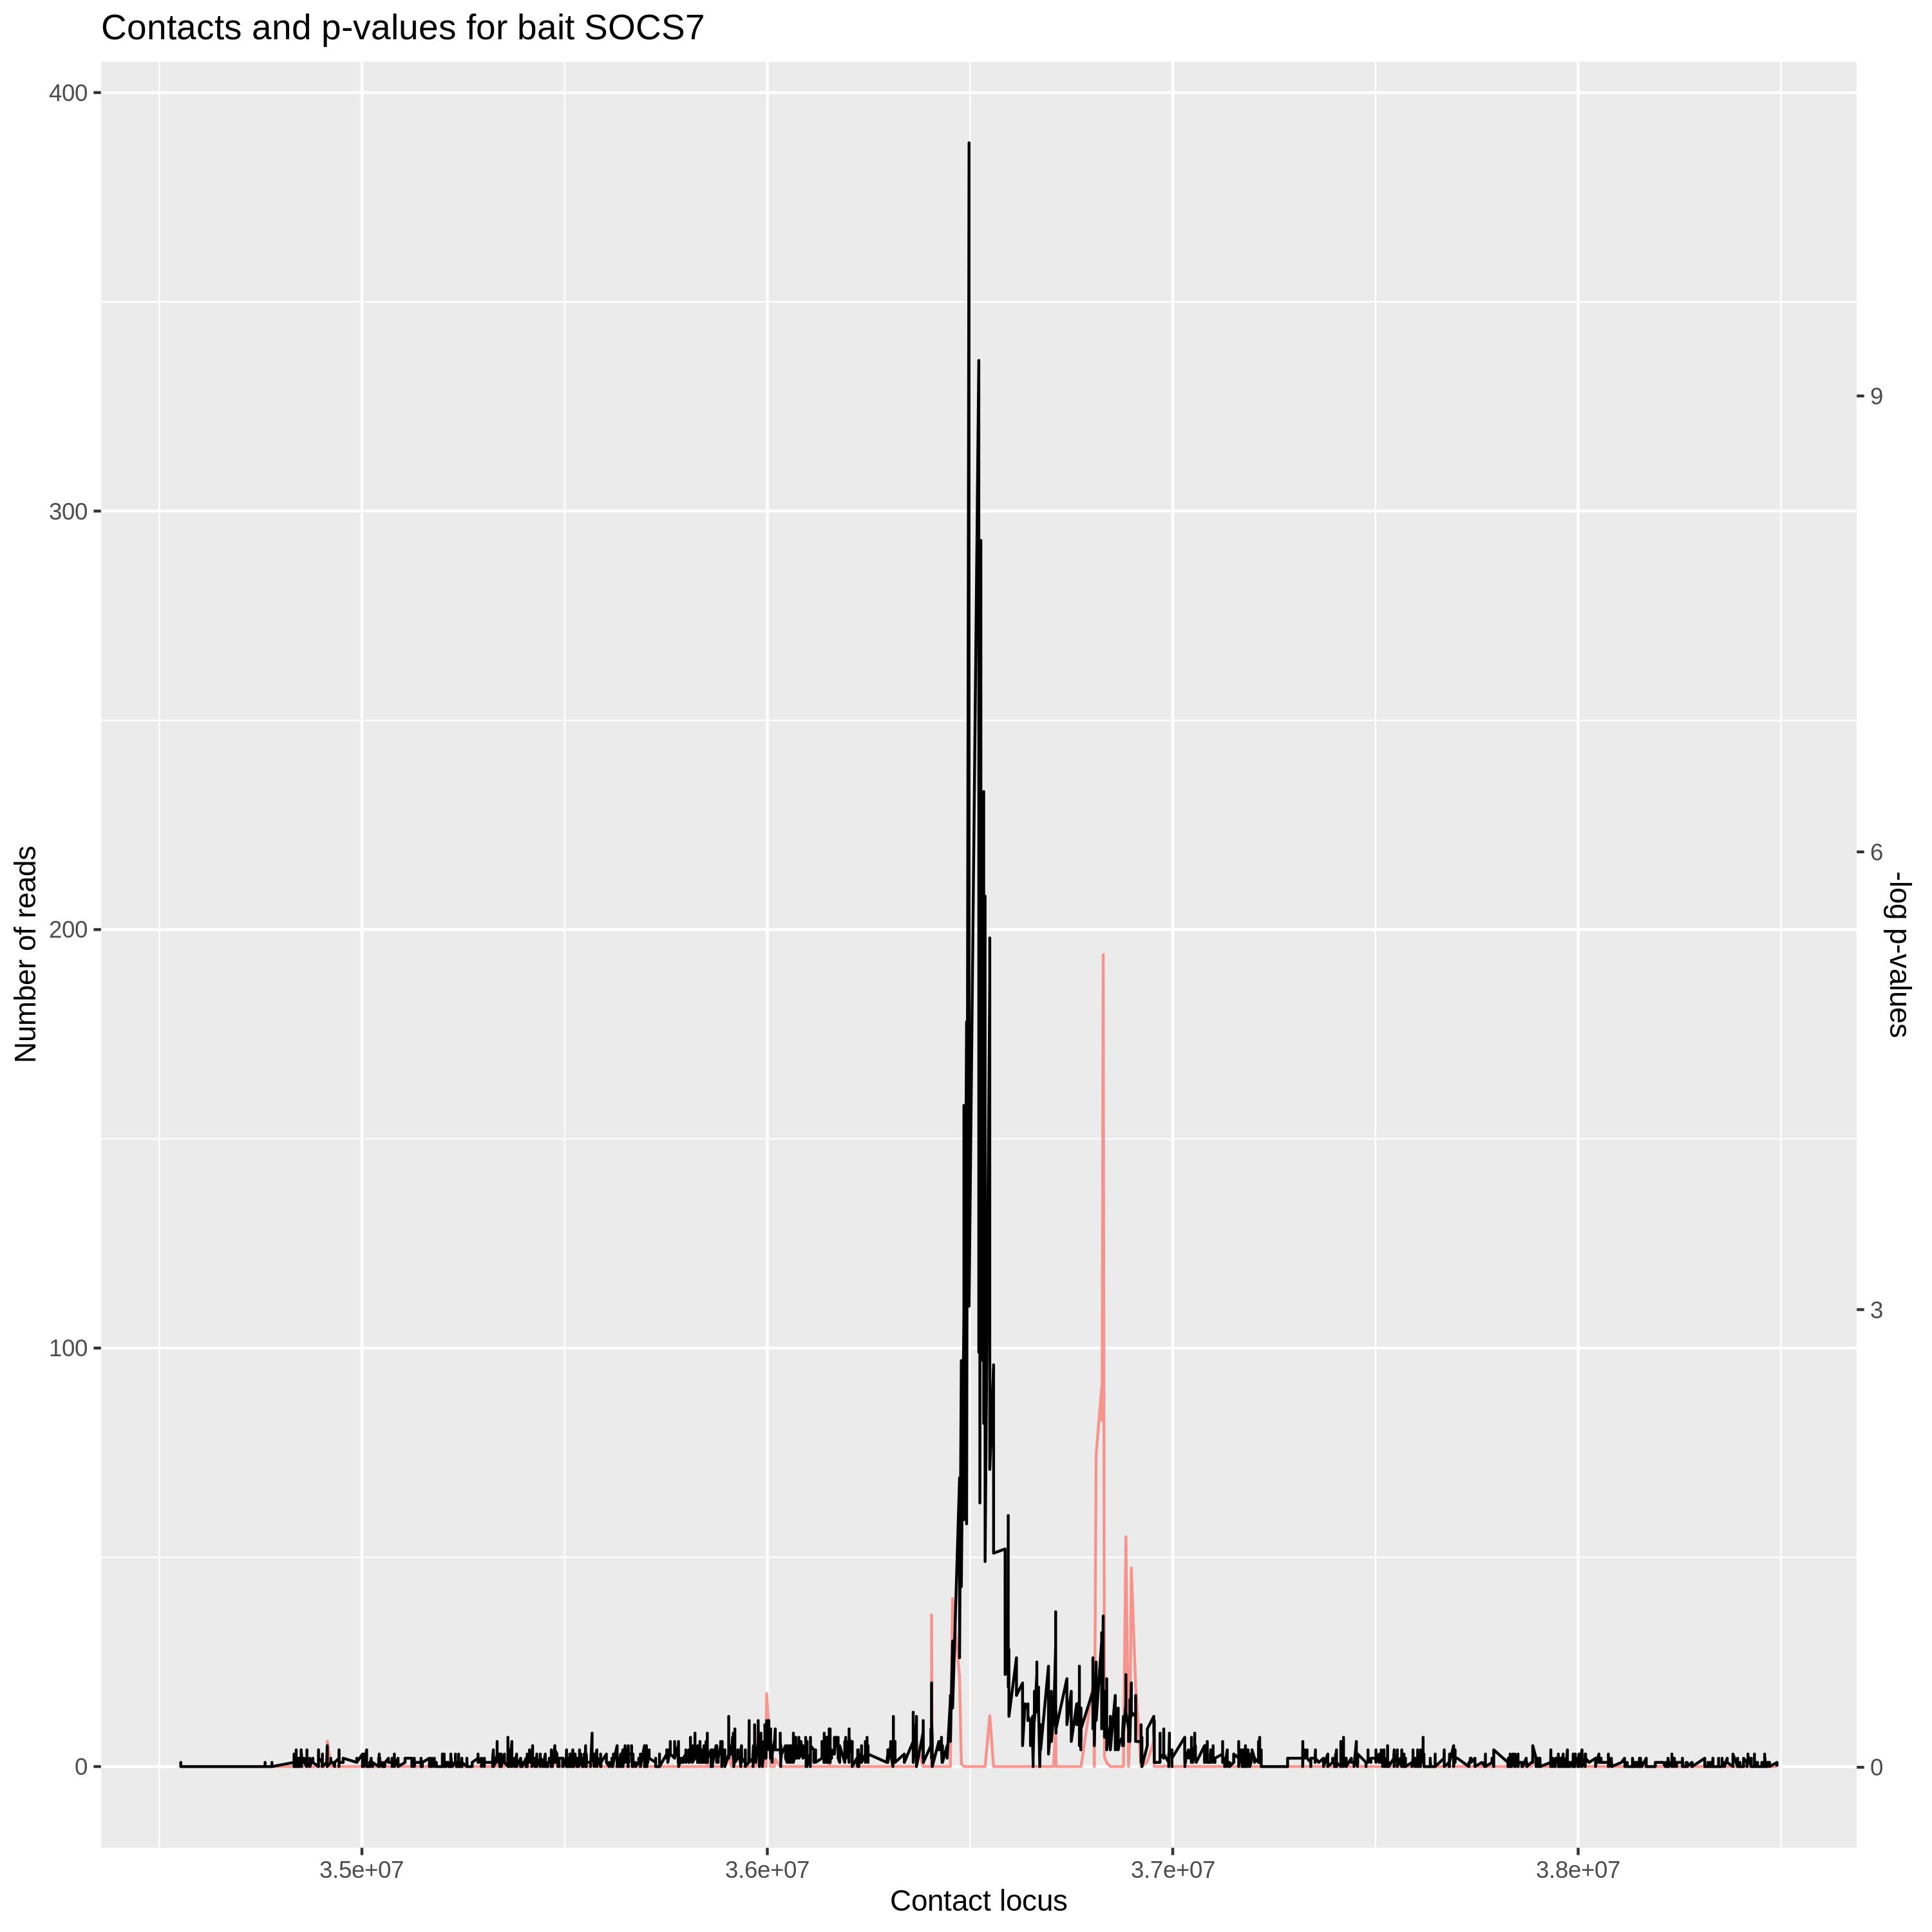 Contacts and p-values for bait SOCS7
400
300
200
100
0
Number of reads
9
6
3
0
-log p-values
3.5e+07
3.6e+07
3.7e+07
3.8e+07
Contact locus